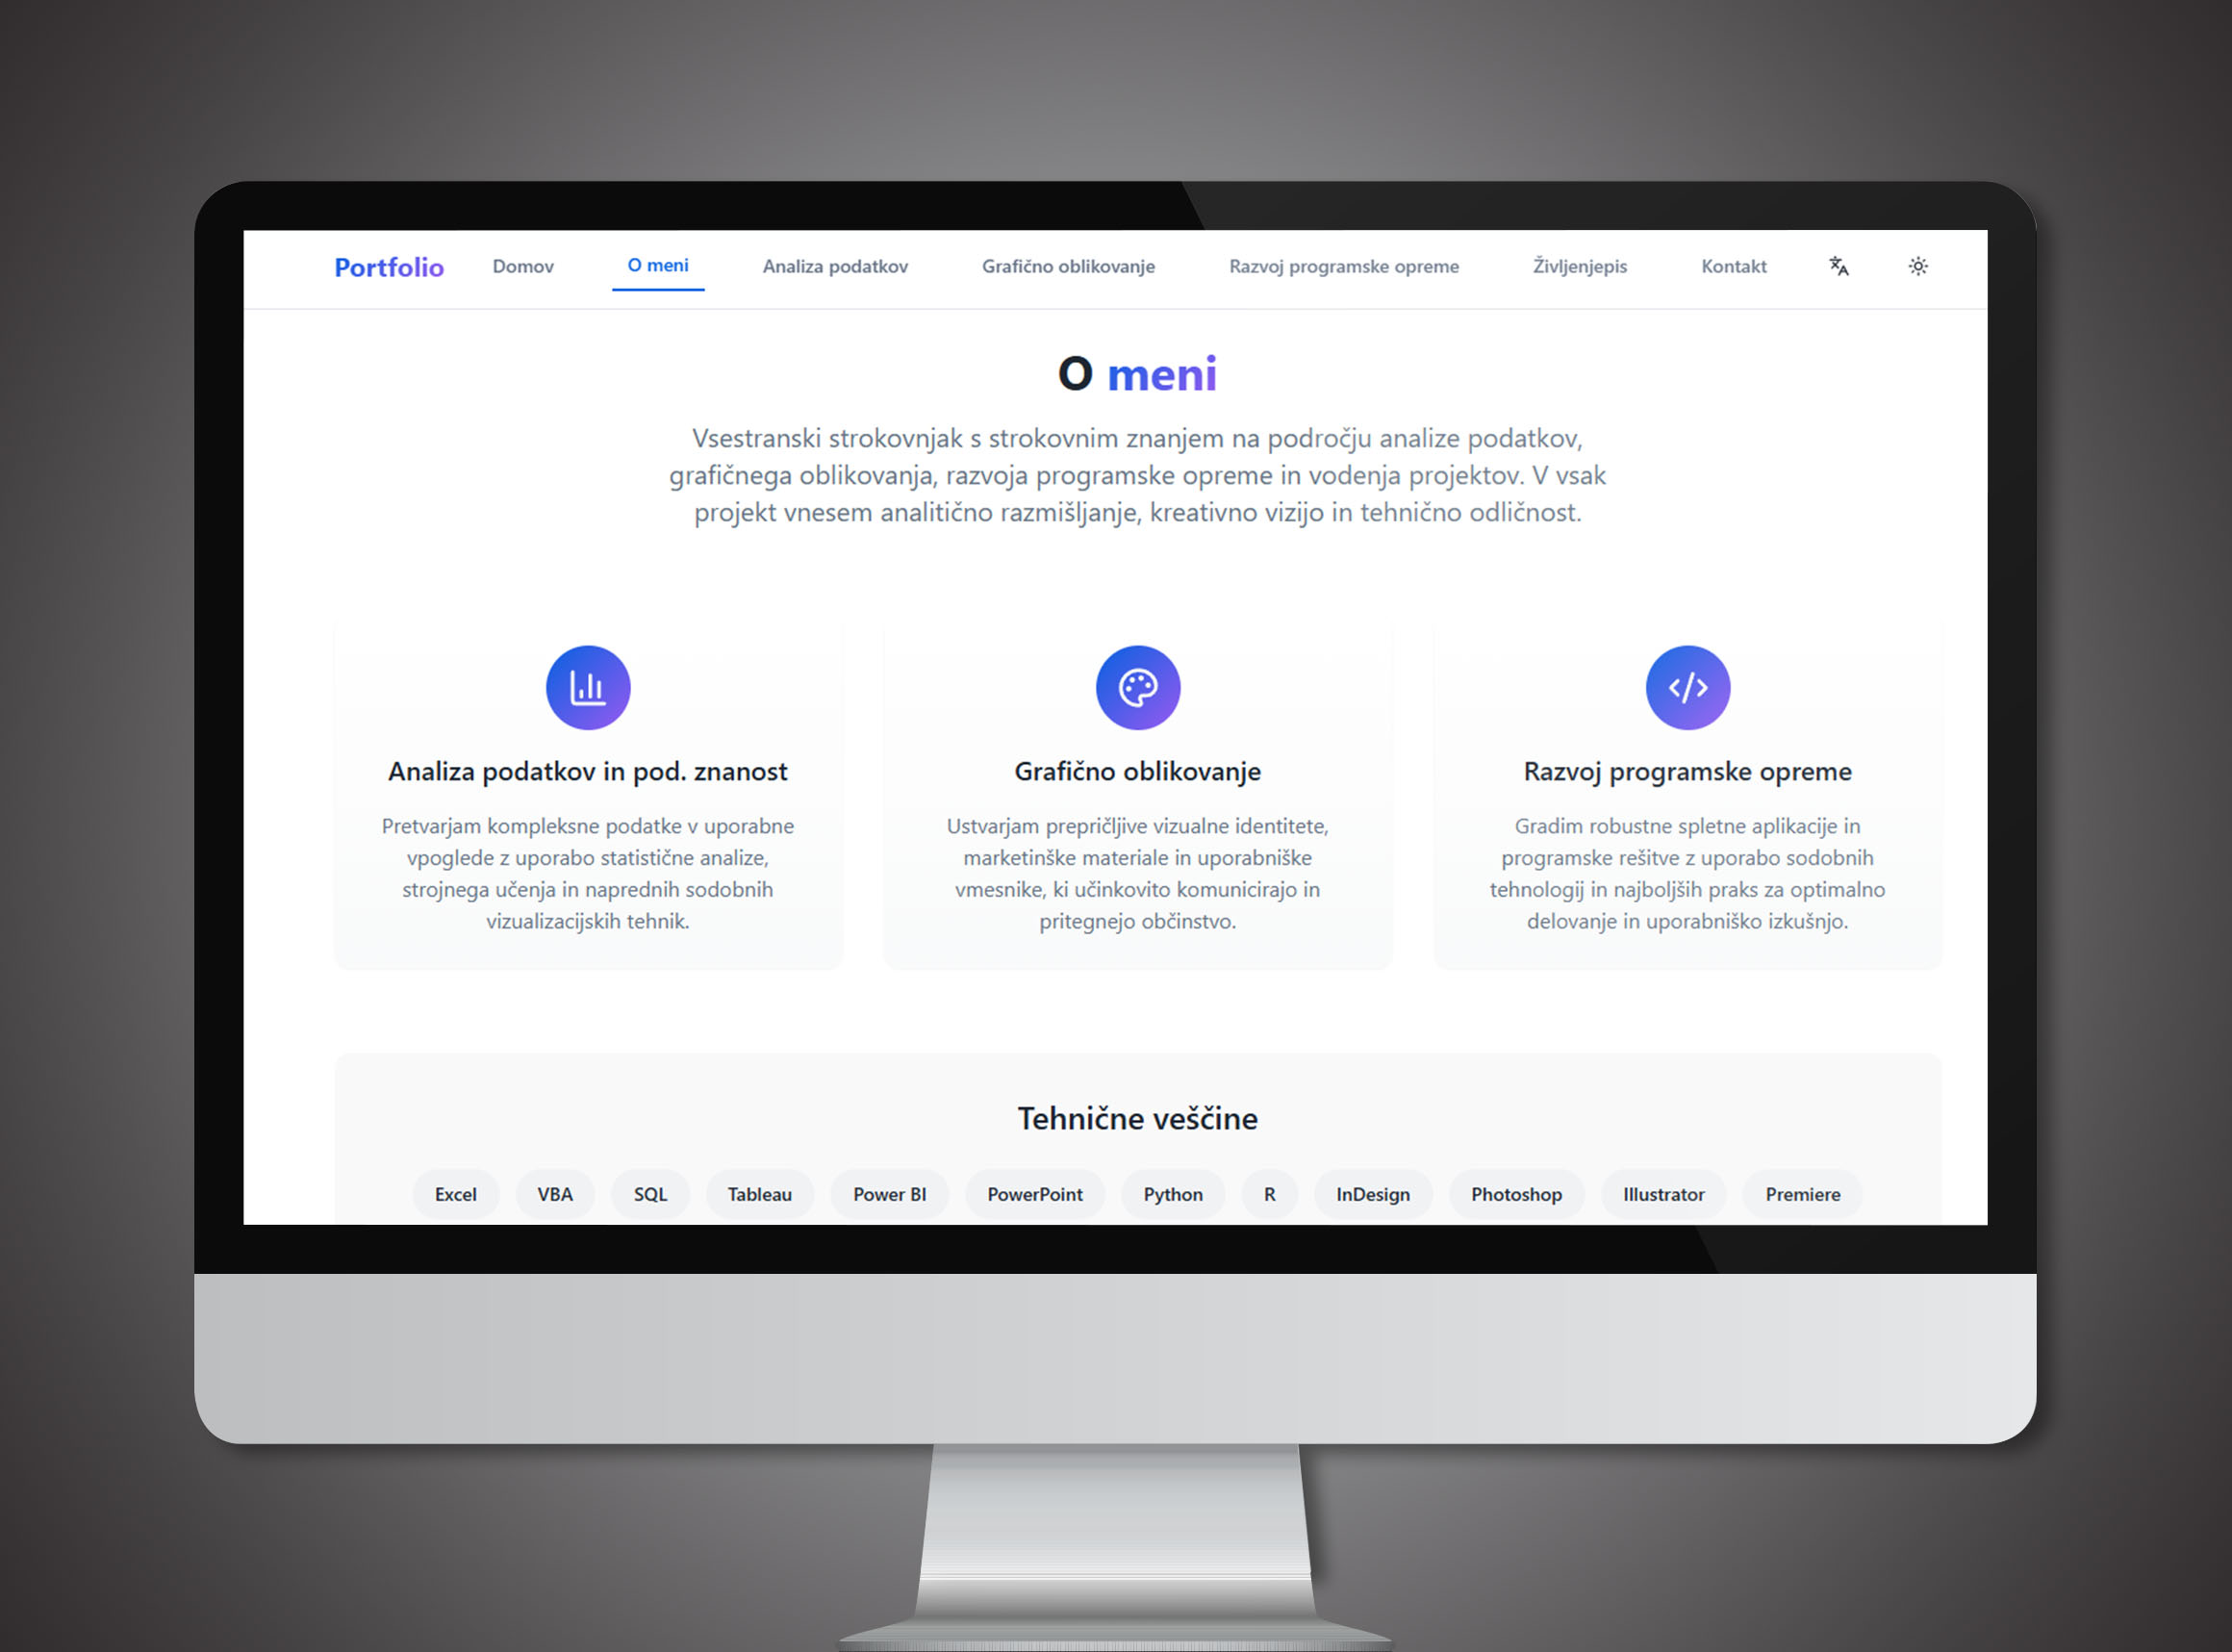 Portfolio Domov O meni Analiza podatkov Grafično oblikovanje Razvoj programske opreme Življenjepis Kontakt
O meni
Vsestranski strokovnjak s strokovnim znanjem na področju analize podatkov,
grafičnega oblikovanja, razvoja programske opreme in vodenja projektov. V vsak
projekt vnesem analitično razmišljanje, kreativno vizijo in tehnično odličnost.
Analiza podatkov in pod. znanost
Pretvarjam kompleksne podatke v uporabne
vpoglede z uporabo statistične analize,
strojnega učenja in naprednih sodobnih
vizualizacijskih tehnik.
Grafično oblikovanje
Ustvarjam prepričljive vizualne identitete,
marketinške materiale in uporabniške
vmesnike, ki učinkovito komunicirajo in
pritegnejo občinstvo.
Razvoj programske opreme
Gradim robustne spletne aplikacije in
programske rešitve z uporabo sodobnih
tehnologij in najboljših praks za optimalno
delovanje in uporabniško izkušnjo.
Tehnične veščine
Excel VBA SQL Tableau Power BI PowerPoint Python R InDesign Photoshop Illustrator Premiere